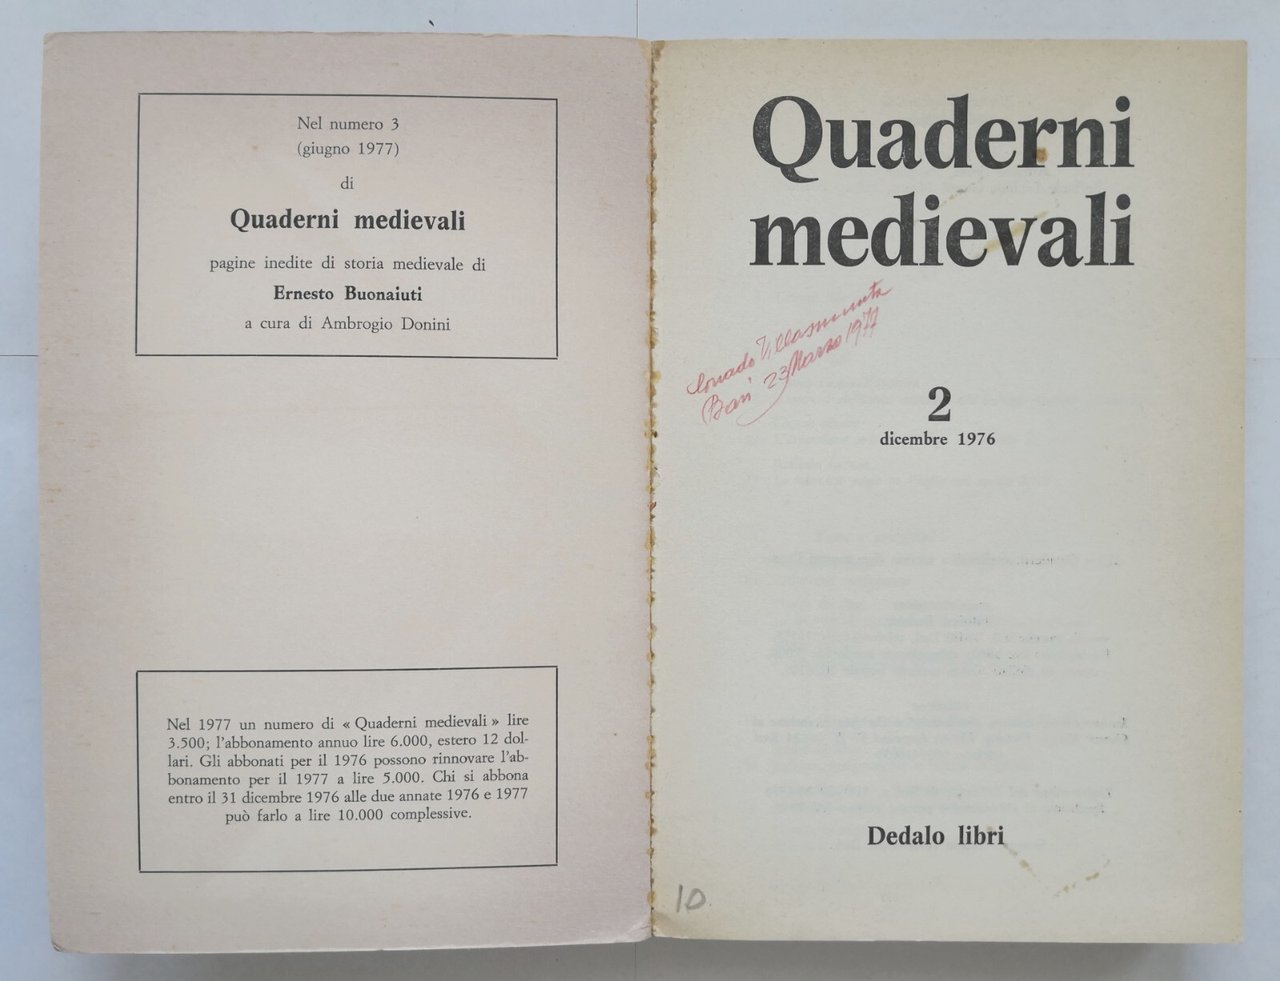 Nel numero 3
(giugno 1977)
di
Quaderni medievali
pagine inedite di storia medievale di
Ernesto Buonaiuti
a cura di Ambrogio Donini
Nel 1977 un numero di « Quaderni medievali » lire
3.500; l'abbonamento annuo lire 6.000, estero 12 dol-
lari. Gli abbonati per il 1976 possono rinnovare l'ab-
bonamento per il 1977 a lire 5.000. Chi si abbona
entro il 31 dicembre 1976 alle due annate 1976 e 1977
può farlo a lire 10.000 complessive.
Quaderni
medievali
Corrado
Bari 23 Marzo 1977
2
dicembre 1976
Dedalo libri
10